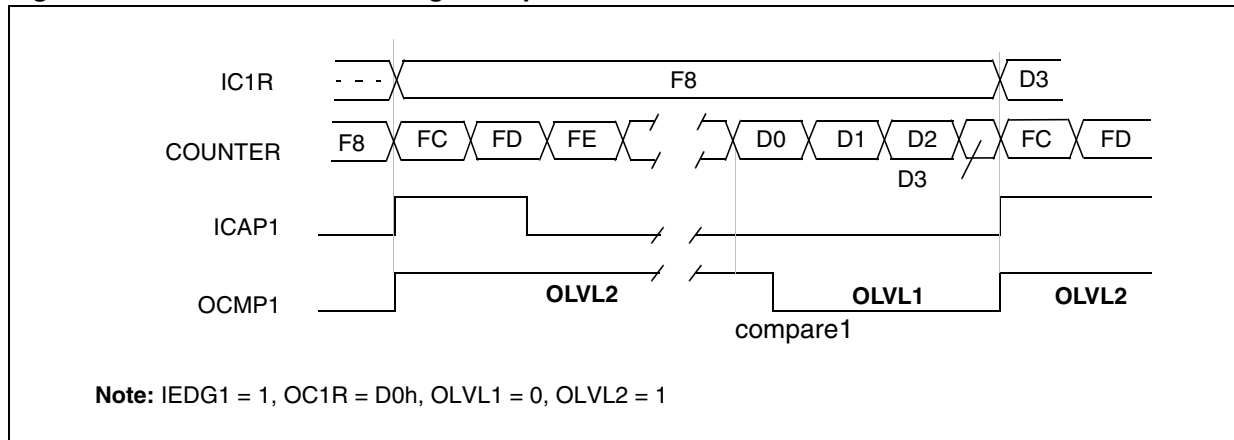 IC1R - - - F8 D3
COUNTER F8 FC FD FE D0 D1 D2 FC FD
D3
ICAP1
OCMP1 OLVL2 OLVL1 OLVL2
compare1
Note: IEDG1 = 1, OC1R = D0h, OLVL1 = 0, OLVL2 = 1